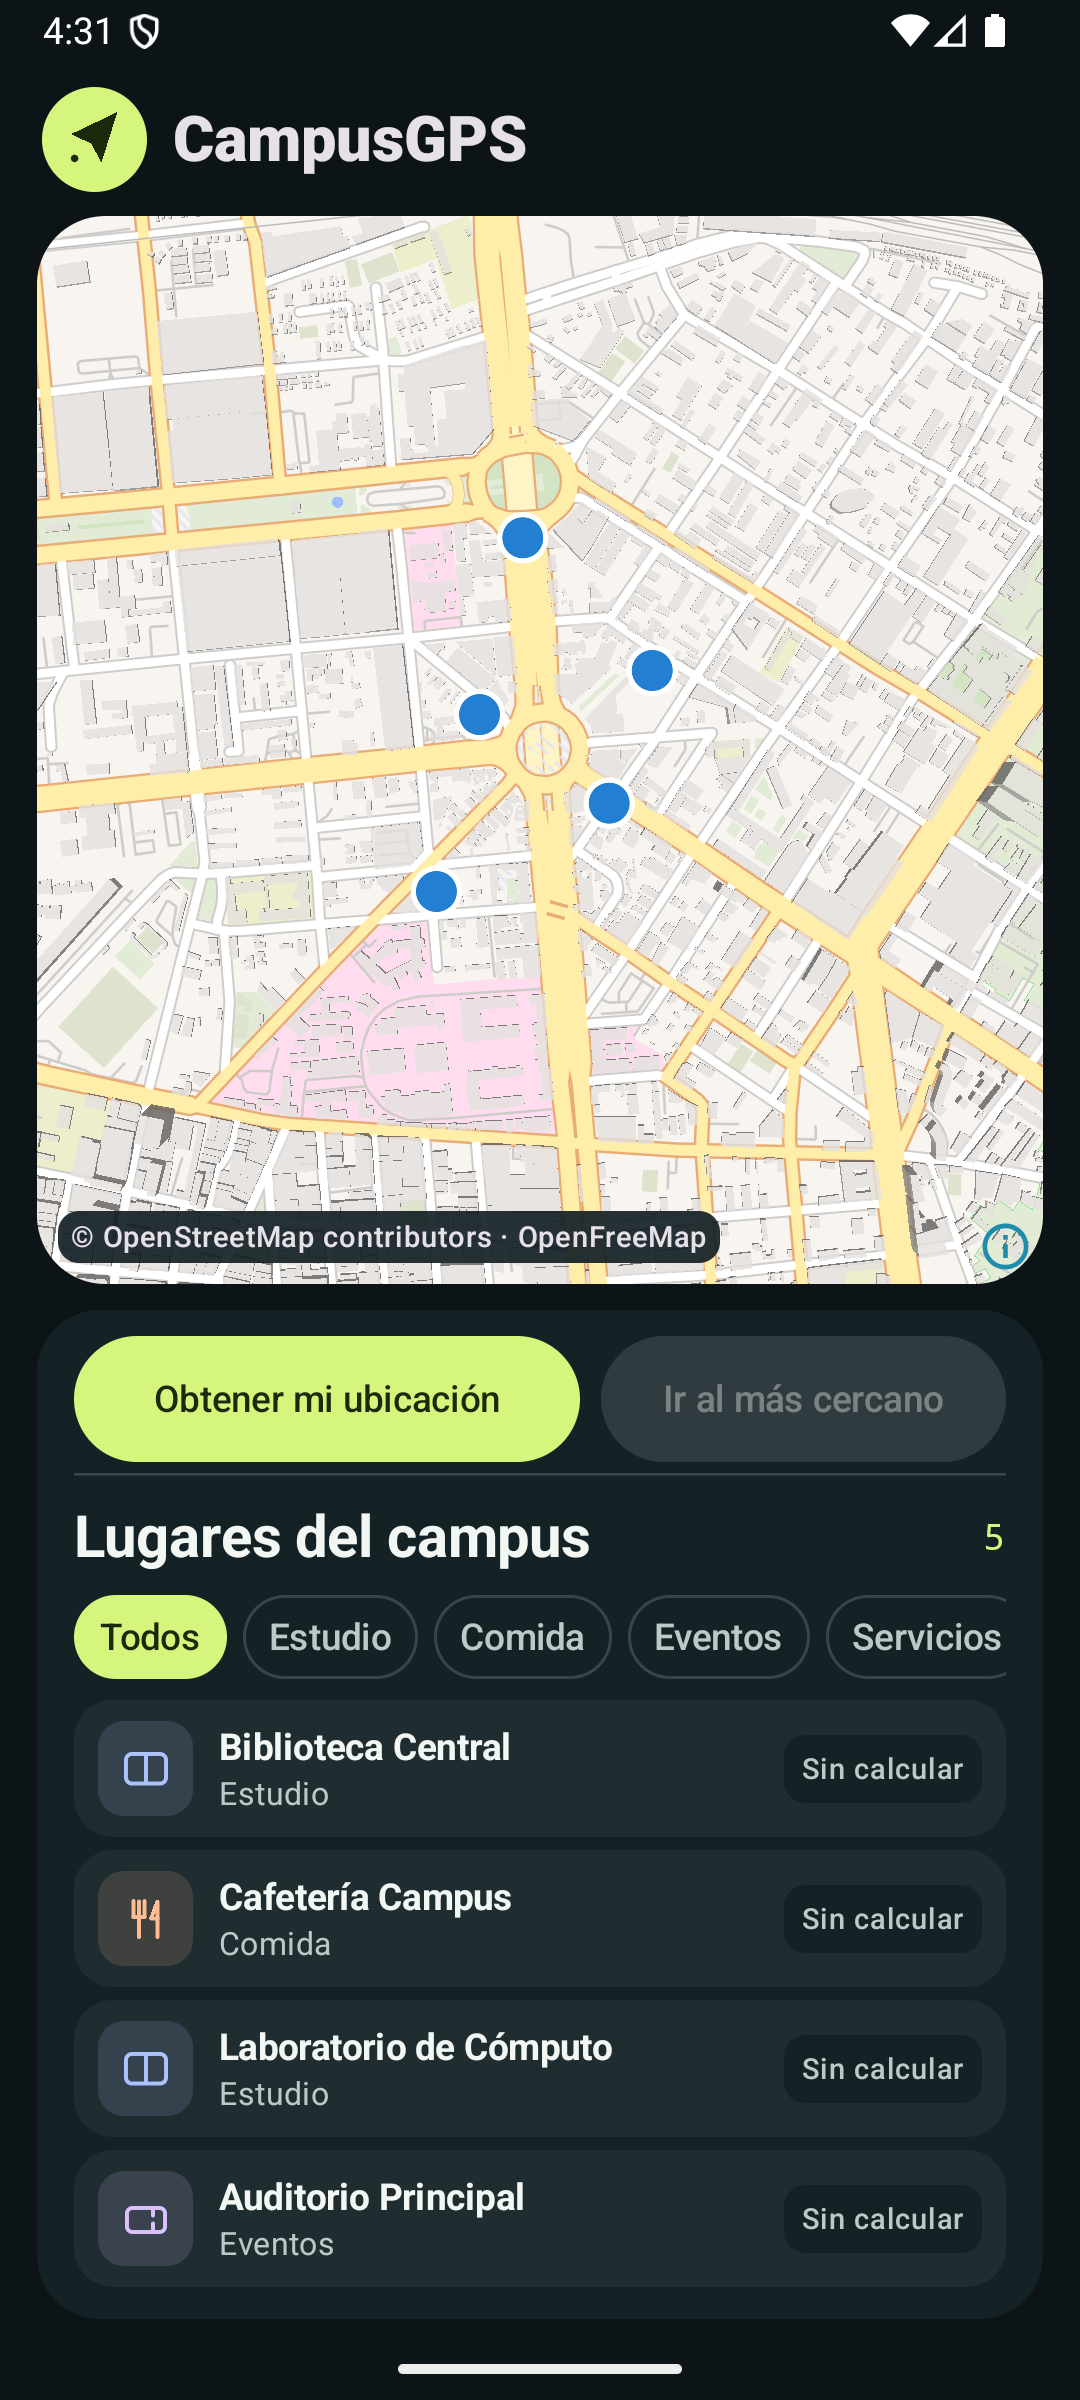 4:31
CampusGPS
© OpenStreetMap contributors · OpenFreeMap
Obtener mi ubicación
Ir al más cercano
Lugares del campus
5
Todos
Estudio
Comida
Eventos
Servicios
Biblioteca Central
Estudio
Sin calcular
Cafetería Campus
Comida
Sin calcular
Laboratorio de Cómputo
Estudio
Sin calcular
Auditorio Principal
Eventos
Sin calcular